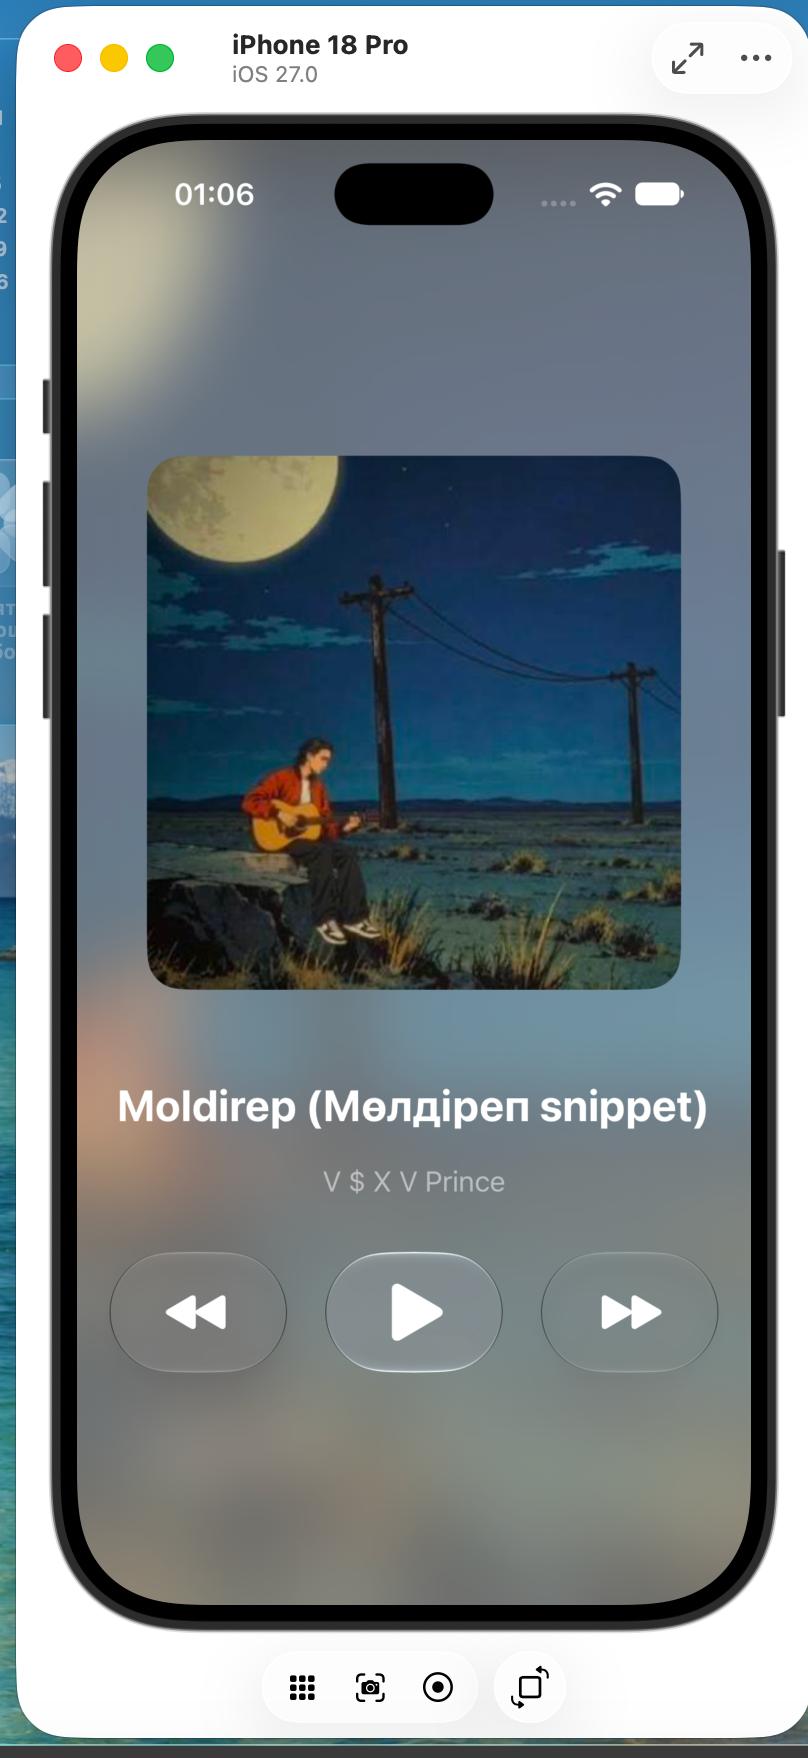 iPhone 18 Pro
iOS 27.0
01:06
Moldirep (Мөлдіреп snippet)
V $ X V Prince